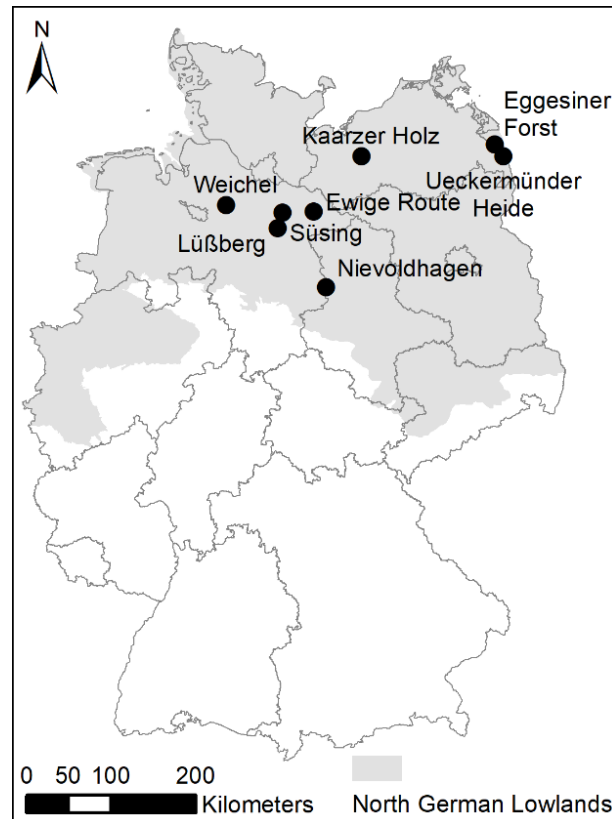 N
Eggesiner
Forst
Kaarzer Holz
Ueckermünder
Heide
Weichel
Ewige Route
Süsing
Lüßberg
Nievoldhagen
0 50 100 200
Kilometers
North German Lowlands